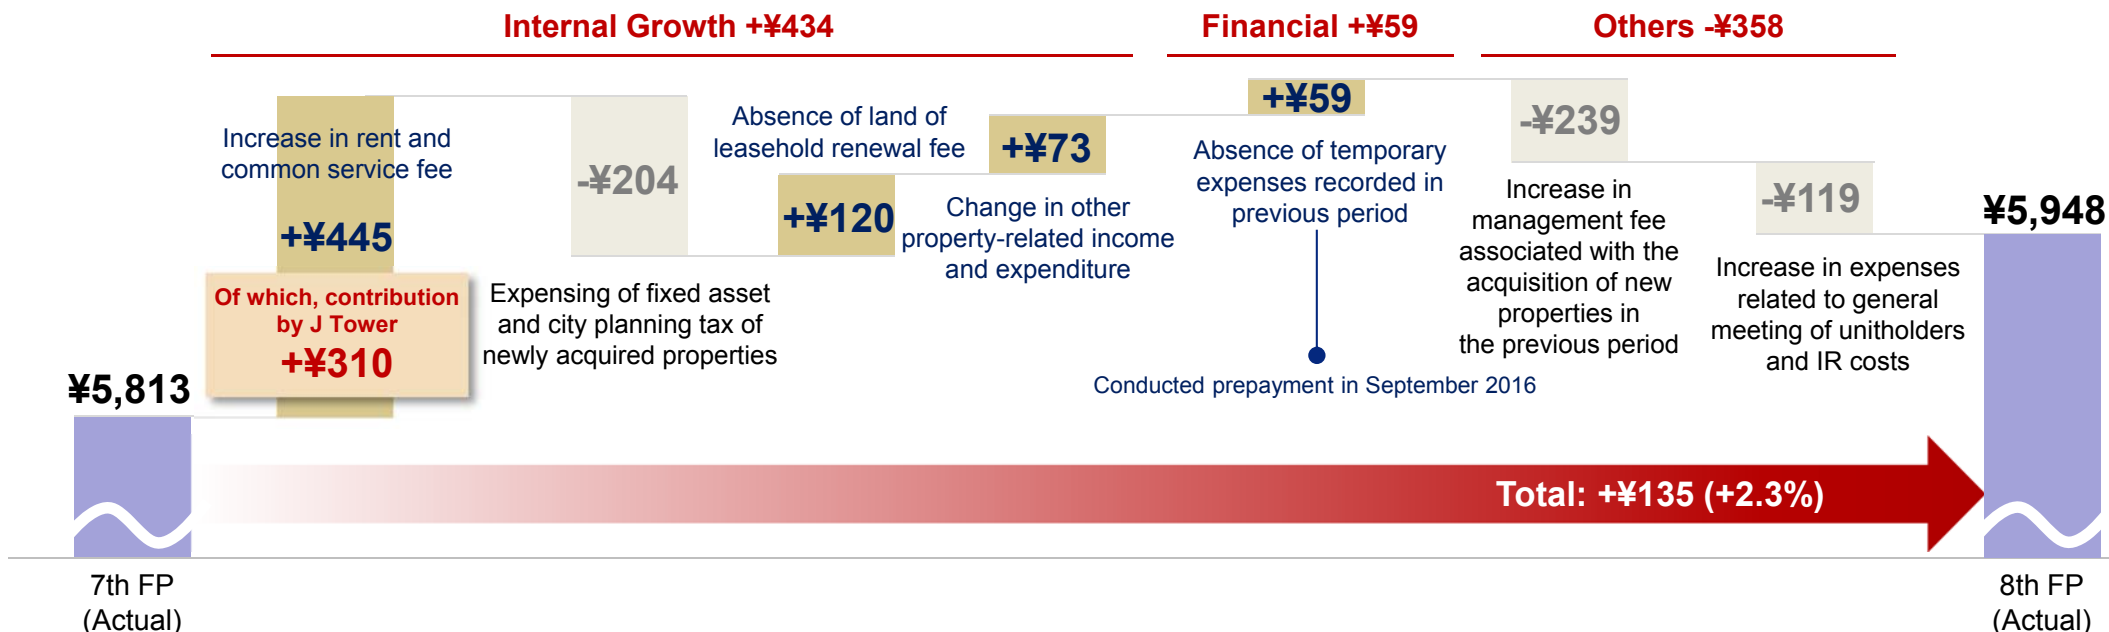 Internal Growth +¥434
Financial +¥59
Others -¥358
Increase in rent and
common service fee
+¥445
Of which, contribution
by J Tower
+¥310
-¥204
Expensing of fixed asset
and city planning tax of
newly acquired properties
Absence of land of
leasehold renewal fee
+¥120
+¥73
Change in other
property-related income
and expenditure
+¥59
Absence of temporary
expenses recorded in
previous period
Conducted prepayment in September 2016
-¥239
Increase in
management fee
associated with the
acquisition of new
properties in
the previous period
-¥119
Increase in expenses
related to general
meeting of unitholders
and IR costs
¥5,813
¥5,948
Total: +¥135 (+2.3%)
7th FP
(Actual)
8th FP
(Actual)